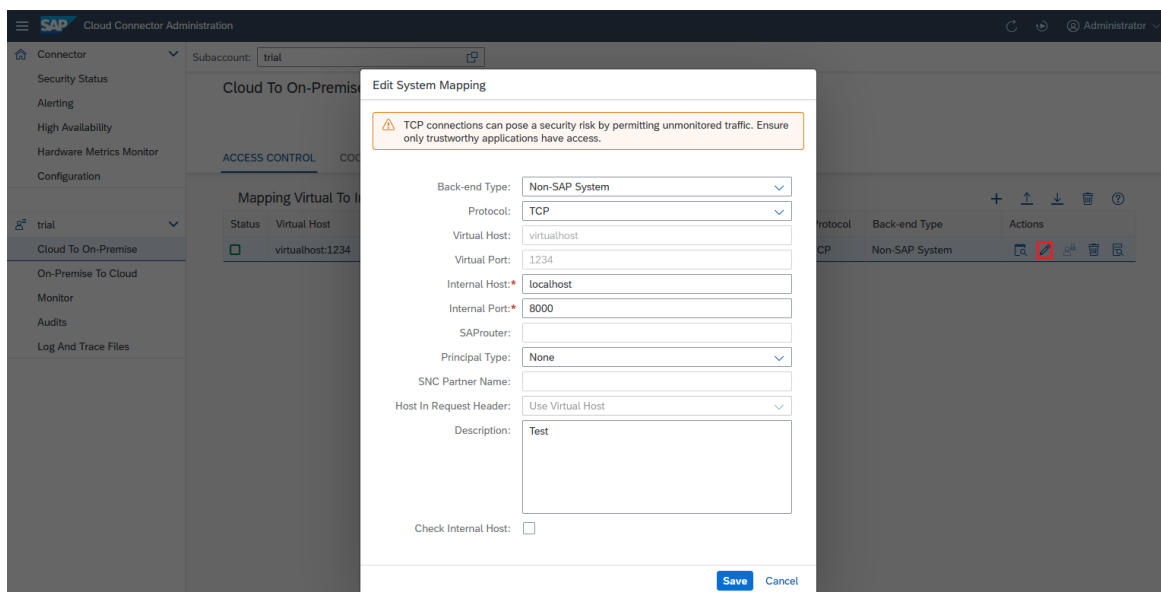 SAP Cloud Connector Administration
Administrator
Connector
Subaccount: trial
Security Status
Cloud To On-Premise
Alerting
High Availability
Hardware Metrics Monitor
ACCESS CONTROL
Configuration
Mapping Virtual To
trial
Status Virtual Host
Protocol Back-end Type Actions
Cloud To On-Premise
virtualhost:1234
TCP Non-SAP System
On-Premise To Cloud
Monitor
Audits
Log And Trace Files
Edit System Mapping
TCP connections can pose a security risk by permitting unmonitored traffic. Ensure
only trustworthy applications have access.
Back-end Type: Non-SAP System
Protocol: TCP
Virtual Host: virtualhost
Virtual Port: 1234
Internal Host:* localhost
Internal Port:* 8000
SAProuter:
Principal Type: None
SNC Partner Name:
Host In Request Header: Use Virtual Host
Description: Test
Check Internal Host:
Save Cancel